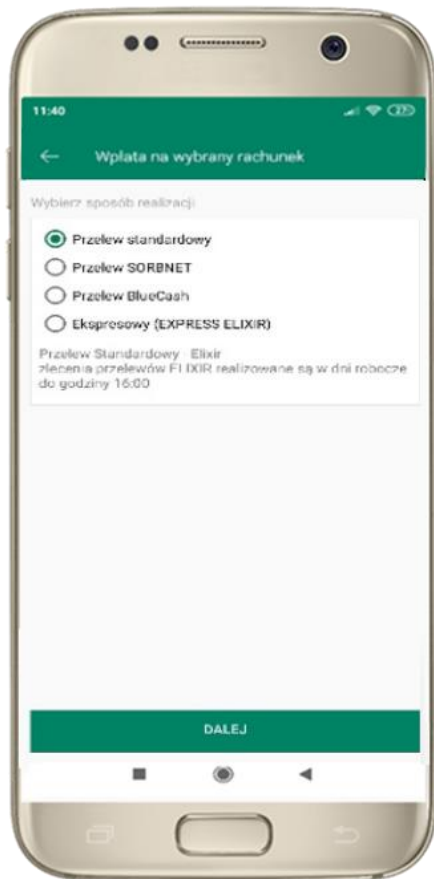 11:40
27
Wpłata na wybrany rachunek
Wybierz sposób realizacji
Przelew standardowy
Przelew SORBNET
Przelew BlueCash
Ekspresowy (EXPRESS ELIXIR)
Przelew Standardowy - Elixir
zlecenia przelewów ELIXIR realizowane są w dni robocze
do godziny 16:00
DALEJ